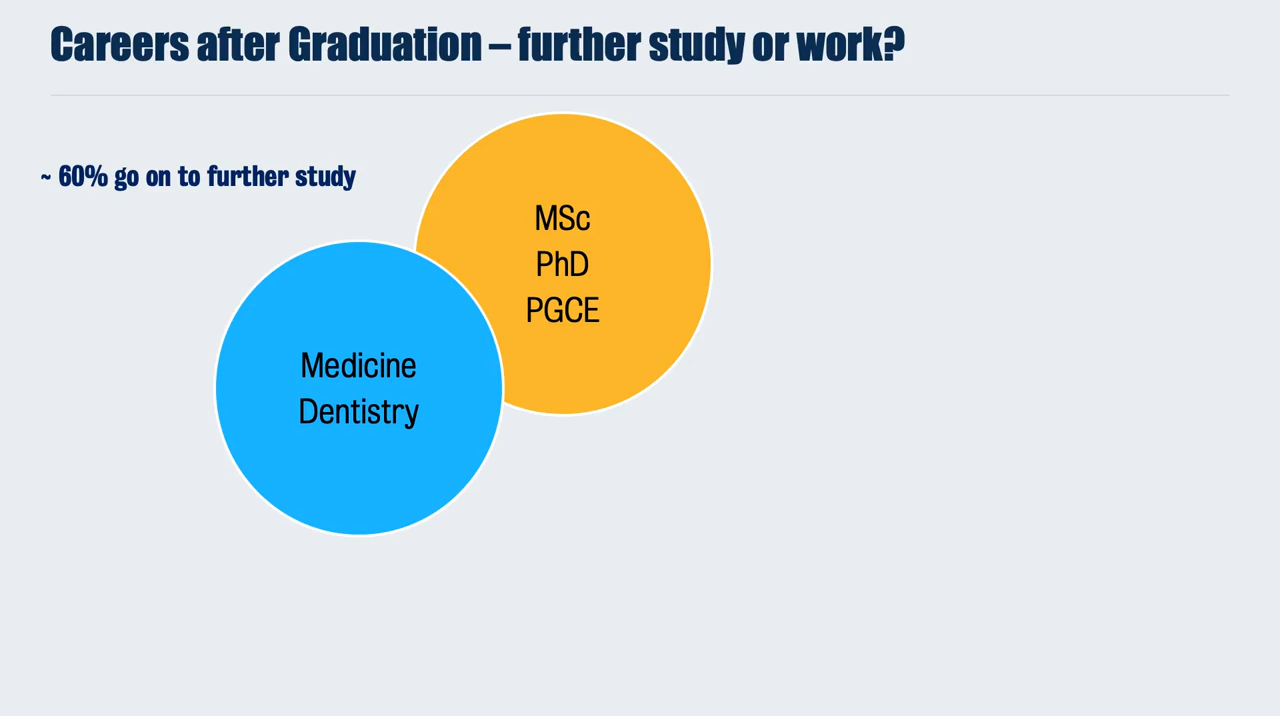 Careers after Graduation – further study or work?
~ 60% go on to further study
MSc
PhD
PGCE
Medicine
Dentistry